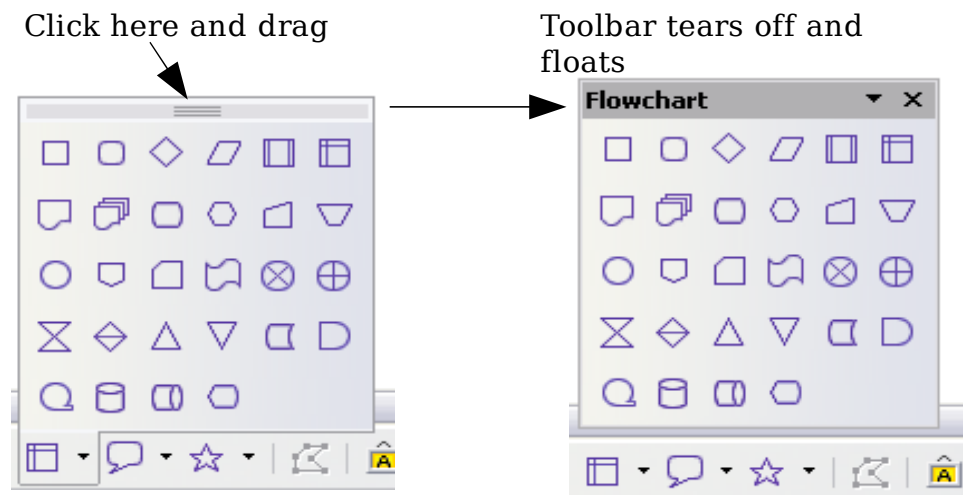 Click here and drag
Toolbar tears off and
floats
Flowchart
A
A